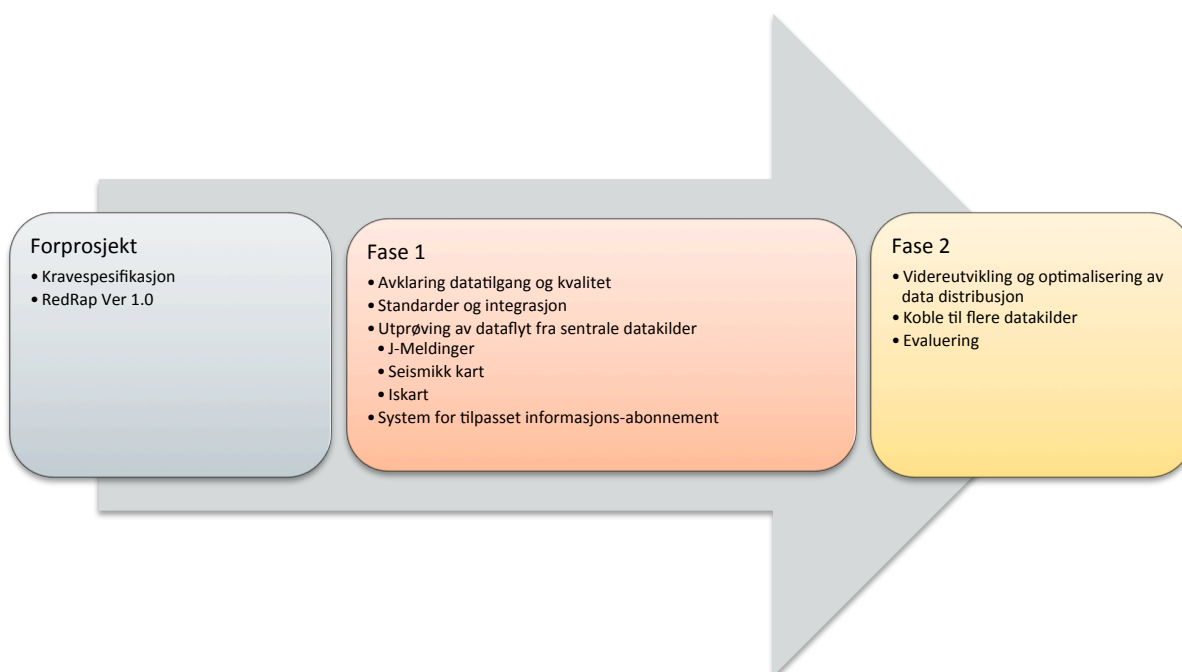 Forprosjekt
• Kravespesifikasjon
• RedRap Ver 1.0
Fase 1
• Avklaring datatilgang og kvalitet
• Standarder og integrasjon
• Utprøving av dataflyt fra sentrale datakilder
• J-Meldinger
• Seismikk kart
• Iskart
• System for tilpasset informasjons-abonnement
Fase 2
• Videreutvikling og optimalisering av
data distribusjon
• Koble til flere datakilder
• Evaluering